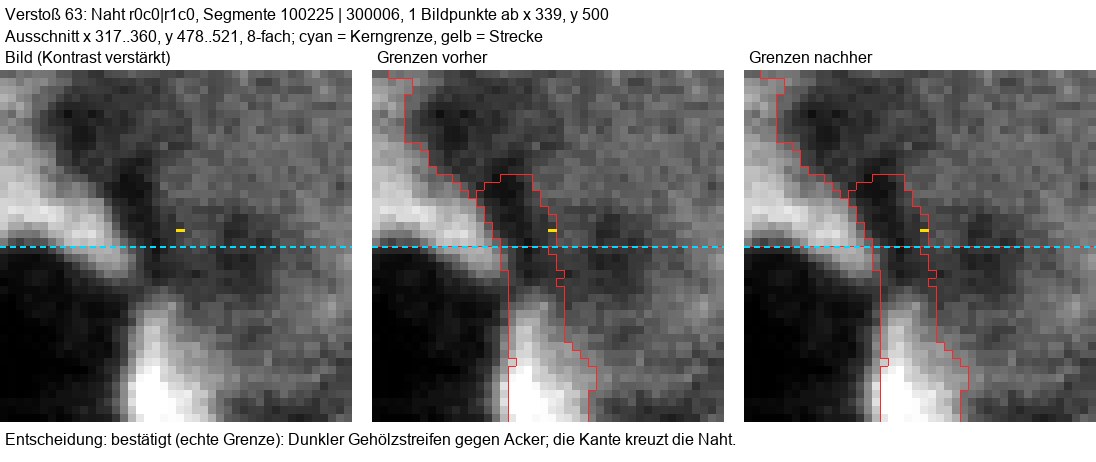 Verstoß 63: Naht r0c0|r1c0, Segmente 100225 | 300006, 1 Bildpunkte ab x 339, y 500
Ausschnitt x 317..360, y 478..521, 8-fach; cyan = Kerngrenze, gelb = Strecke
Bild (Kontrast verstärkt)
Grenzen vorher
Grenzen nachher
Entscheidung: bestätigt (echte Grenze): Dunkler Gehölzstreifen gegen Acker; die Kante kreuzt die Naht.